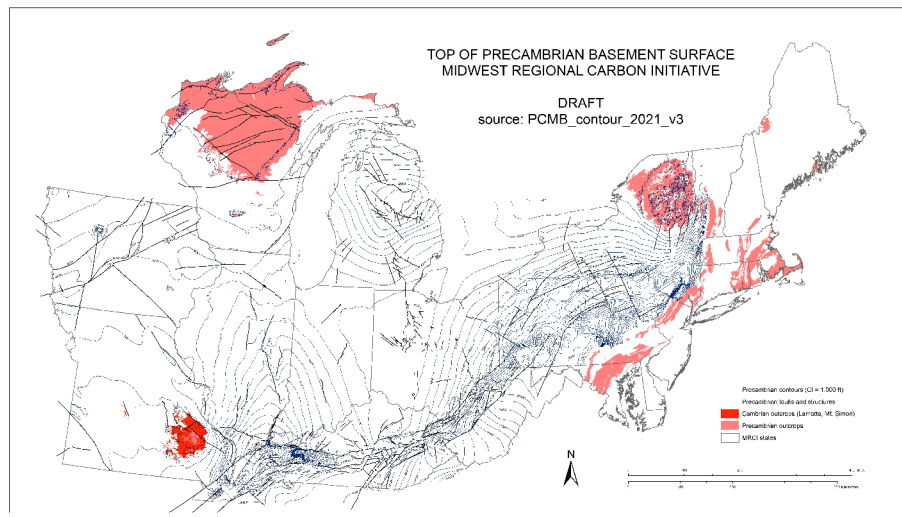 TOP OF PRECAMBRIAN BASEMENT SURFACE
MIDWEST REGIONAL CARBON INITIATIVE
DRAFT
source: PCMB_contour_2021_v3
Precambrian contours (CI = 1,000 ft)
Precambrian faults and structures
Cambrian outcrops (Lamotte, Mt. Simon)
Precambrian outcrops
MRCI states
N